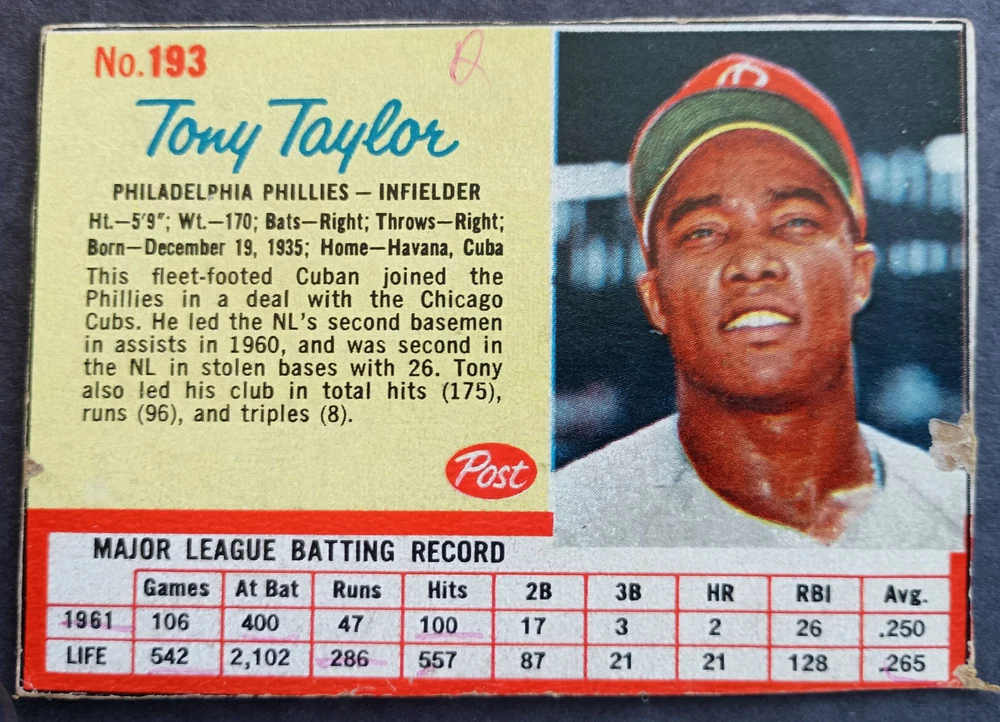 No.193
Q
Tony Taylor
PHILADELPHIA PHILLIES – INFIELDER
Ht.—5'9"; Wt.—170; Bats—Right; Throws—Right;
Born—December 19, 1935; Home—Havana, Cuba
This fleet-footed Cuban joined the
Phillies in a deal with the Chicago
Cubs. He led the NL's second basemen
in assists in 1960, and was second in
the NL in stolen bases with 26. Tony
also led his club in total hits (175),
runs (96), and triples (8).
Post
MAJOR LEAGUE BATTING RECORD
Games At Bat Runs Hits 2B 3B HR RBI Avg.
1961 106 400 47 100 17 3 2 26 .250
LIFE 542 2,102 286 557 87 21 21 128 .265